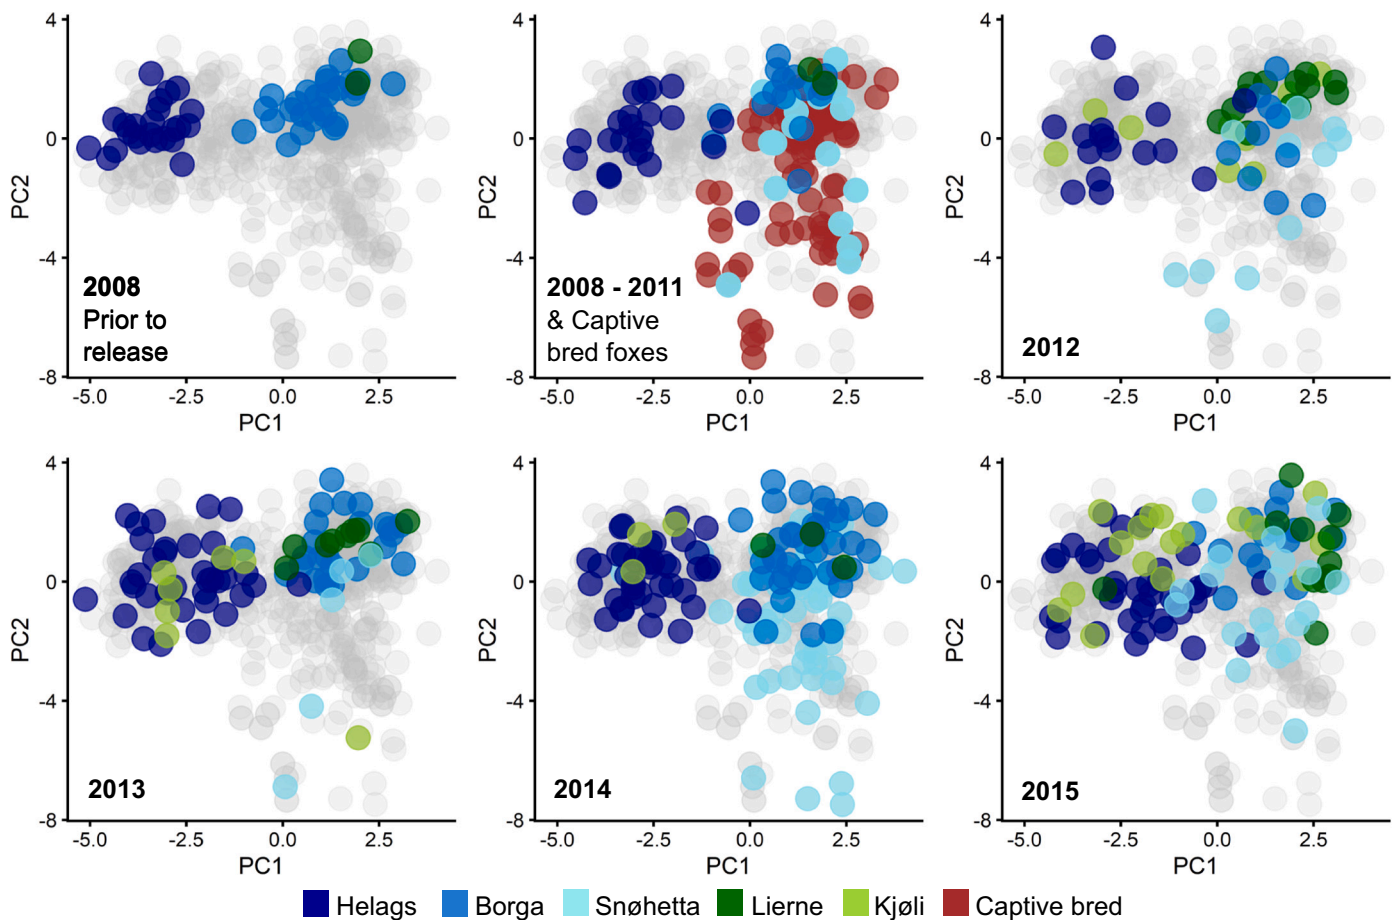 4
0
-4
-8
PC2
2008
Prior to
release
-5.0 -2.5 0.0 2.5
PC1
4
0
-4
-8
PC2
2008 - 2011
& Captive
bred foxes
-5.0 -2.5 0.0 2.5
PC1
4
0
-4
-8
PC2
2012
-5.0 -2.5 0.0 2.5
PC1
4
0
-4
-8
PC2
2013
-5.0 -2.5 0.0 2.5
PC1
4
0
-4
-8
PC2
2014
-5.0 -2.5 0.0 2.5
PC1
4
0
-4
-8
PC2
2015
-5.0 -2.5 0.0 2.5
PC1
Helags Borga Snøhetta Lierne Kjøli Captive bred